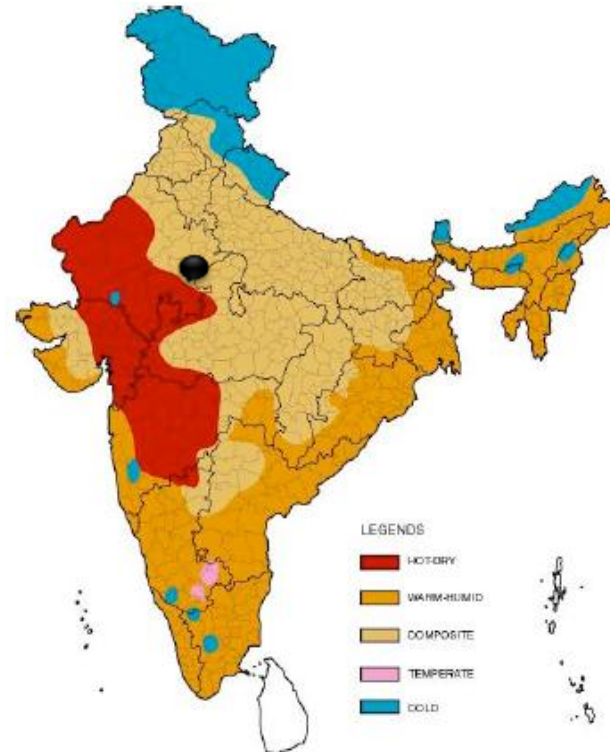 LEGENDS
HOT-DRY
WARM-HUMID
COMPOSITE
TEMPERATE
COLD